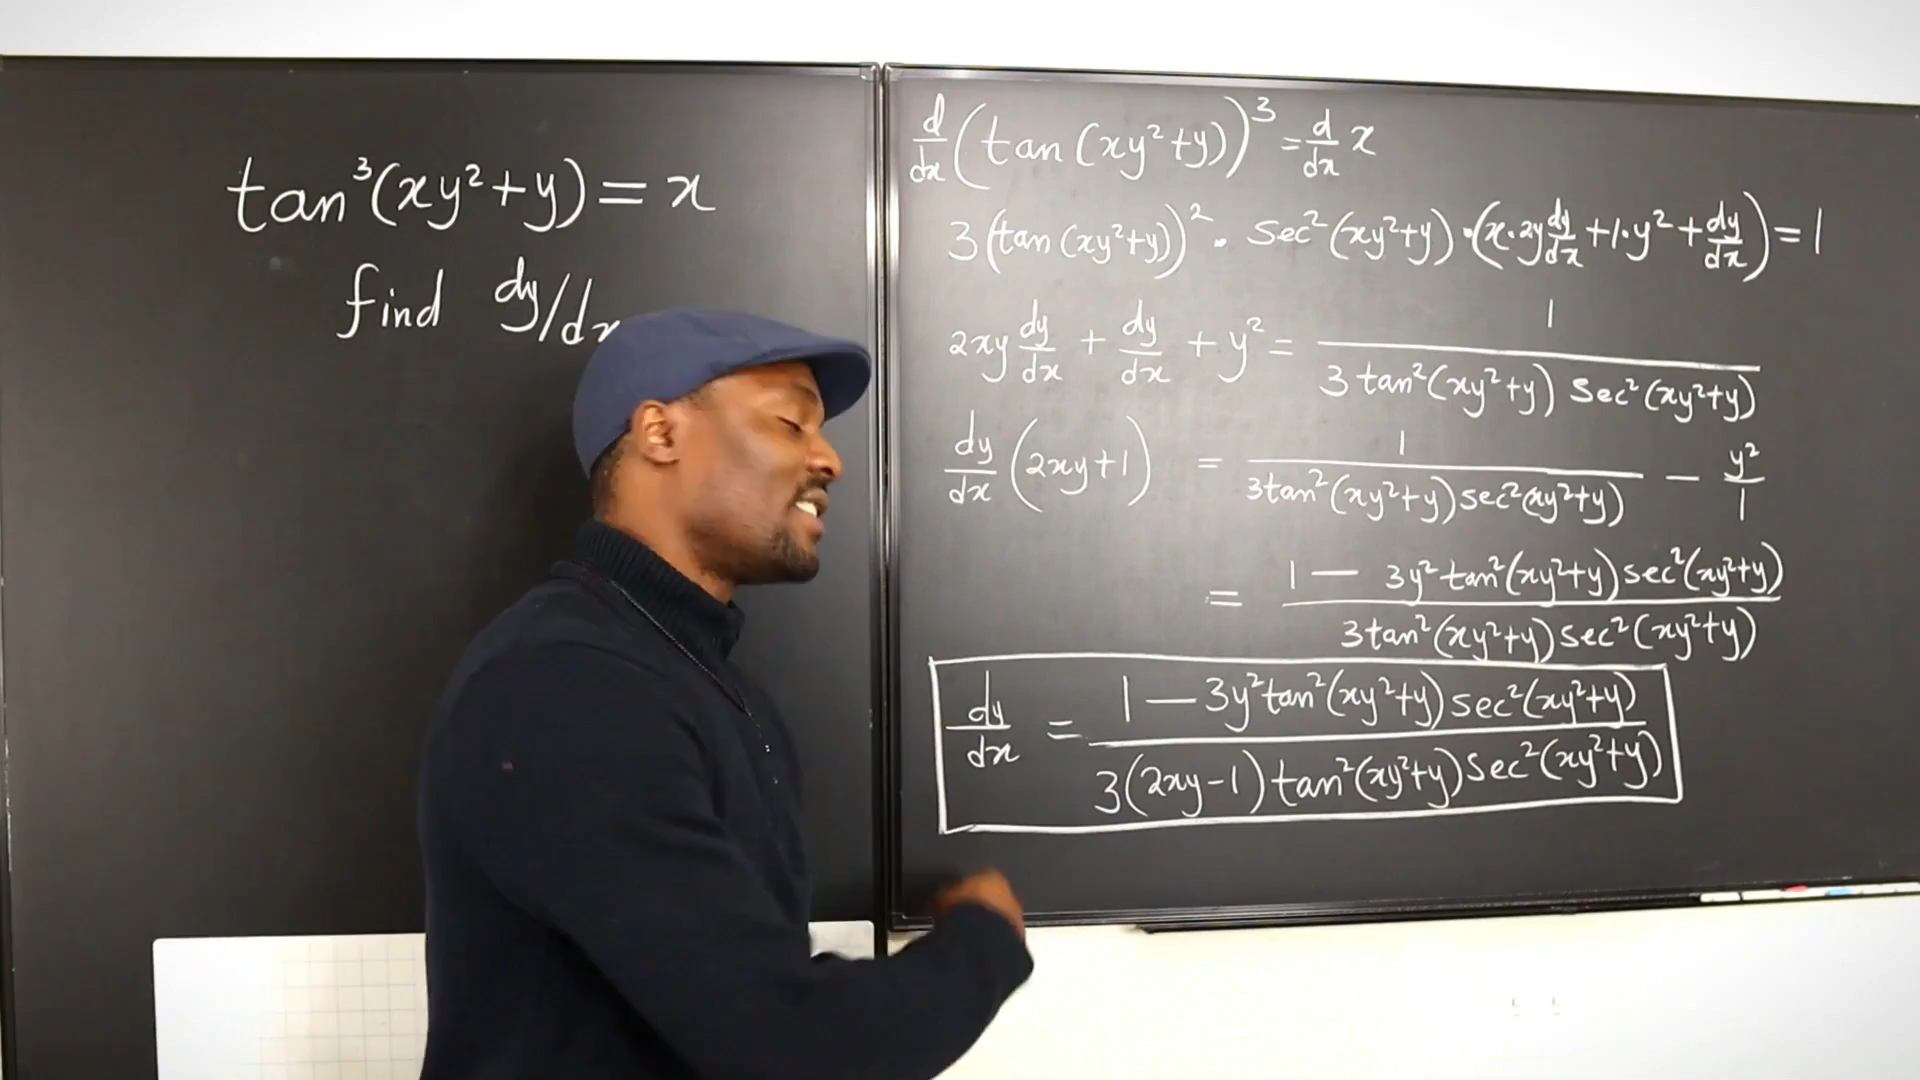 tan³(xy²+y) = x
find dy/dx
d/dx (tan (xy²+y))³ = d/dx x
3(tan (xy²+y))² · sec²(xy²+y) · (x·2y dy/dx + 1·y² + dy/dx) = 1
2xy dy/dx + dy/dx + y² = 1 / 3 tan²(xy²+y) sec²(xy²+y)
dy/dx (2xy+1) = 1 / 3tan²(xy²+y) sec²(xy²+y) − y²/1
= 1 − 3y² tan²(xy²+y) sec²(xy²+y) / 3tan²(xy²+y) sec²(xy²+y)
dy/dx = 1 − 3y² tan²(xy²+y) sec²(xy²+y) / 3(2xy−1) tan²(xy²+y) sec²(xy²+y)